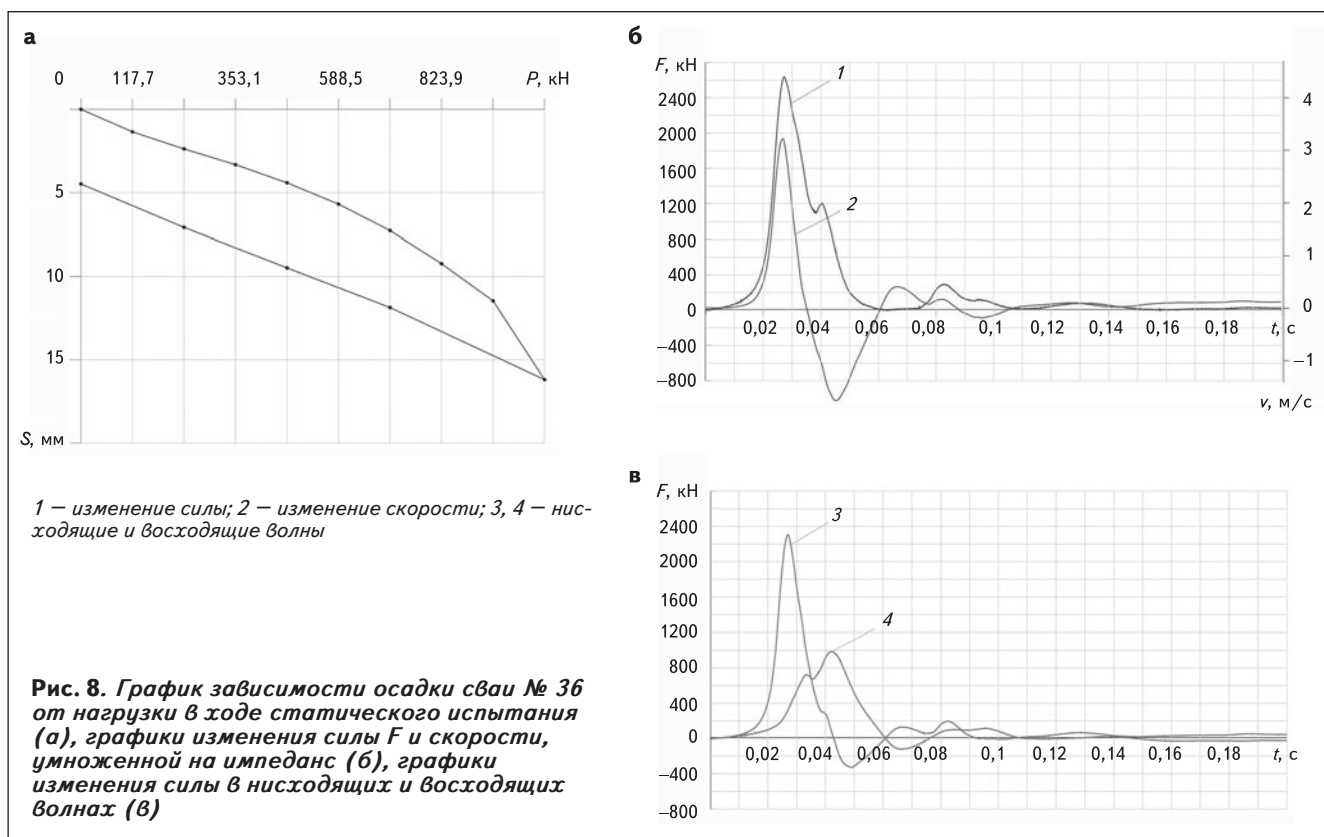 а
0 117,7 353,1 588,5 823,9 P, кН
5
10
15
S, мм
1 – изменение силы; 2 – изменение скорости; 3, 4 – нис-
ходящие и восходящие волны
Рис. 8. График зависимости осадки сваи № 36
от нагрузки в ходе статического испытания
(а), графики изменения силы F и скорости,
умноженной на импеданс (б), графики
изменения силы в нисходящих и восходящих
волнах (в)
б
F, кН
2400
2000
1600
1200
800
400
0
–400
–800
1
2
4
3
2
1
0
–1
0,02 0,04 0,06 0,08 0,1 0,12 0,14 0,16 0,18 t, с
v, м/с
в
F, кН
2400
2000
1600
1200
800
400
0
–400
–800
3
4
0,02 0,04 0,06 0,08 0,1 0,12 0,14 0,16 0,18 t, с